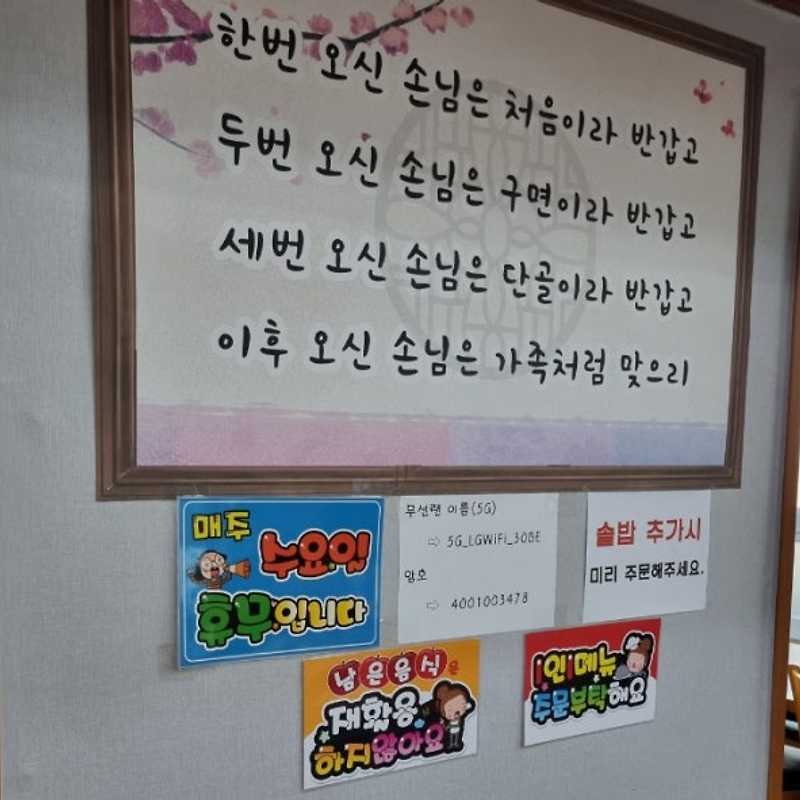 한번 오신 손님은 처음이라 반갑고
두번 오신 손님은 구면이라 반갑고
세번 오신 손님은 단골이라 반갑고
이후 오신 손님은 가족처럼 맞으리
매주
수요일
휴무입니다
무선랜 이름(5G)
⇨ 5G_LGWiFi_30BE
암호
⇨ 4001003478
솥밥 추가시
미리 주문해주세요.
남은음식은
재활용
하지않아요
1인 1메뉴
주문부탁해요